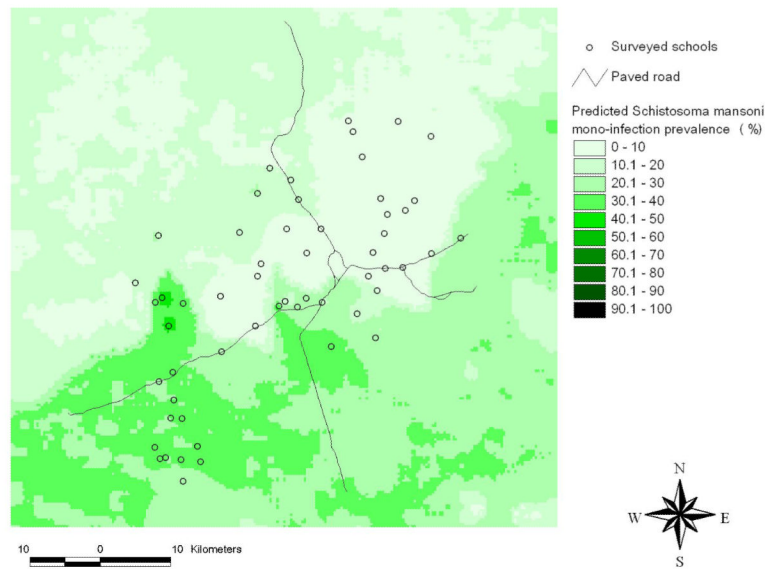 Surveyed schools
Paved road
Predicted Schistosoma mansoni
mono-infection prevalence ( %)
0 - 10
10.1 - 20
20.1 - 30
30.1 - 40
40.1 - 50
50.1 - 60
60.1 - 70
70.1 - 80
80.1 - 90
90.1 - 100
N
W E
S
10 0 10 Kilometers